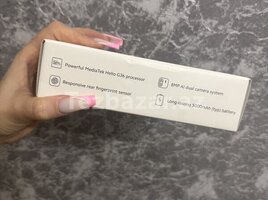 Powerful MediaTek Helio G36 processor
8MP AI dual camera system
Responsive rear fingerprint sensor
Long-lasting 5000mAh (typ) battery